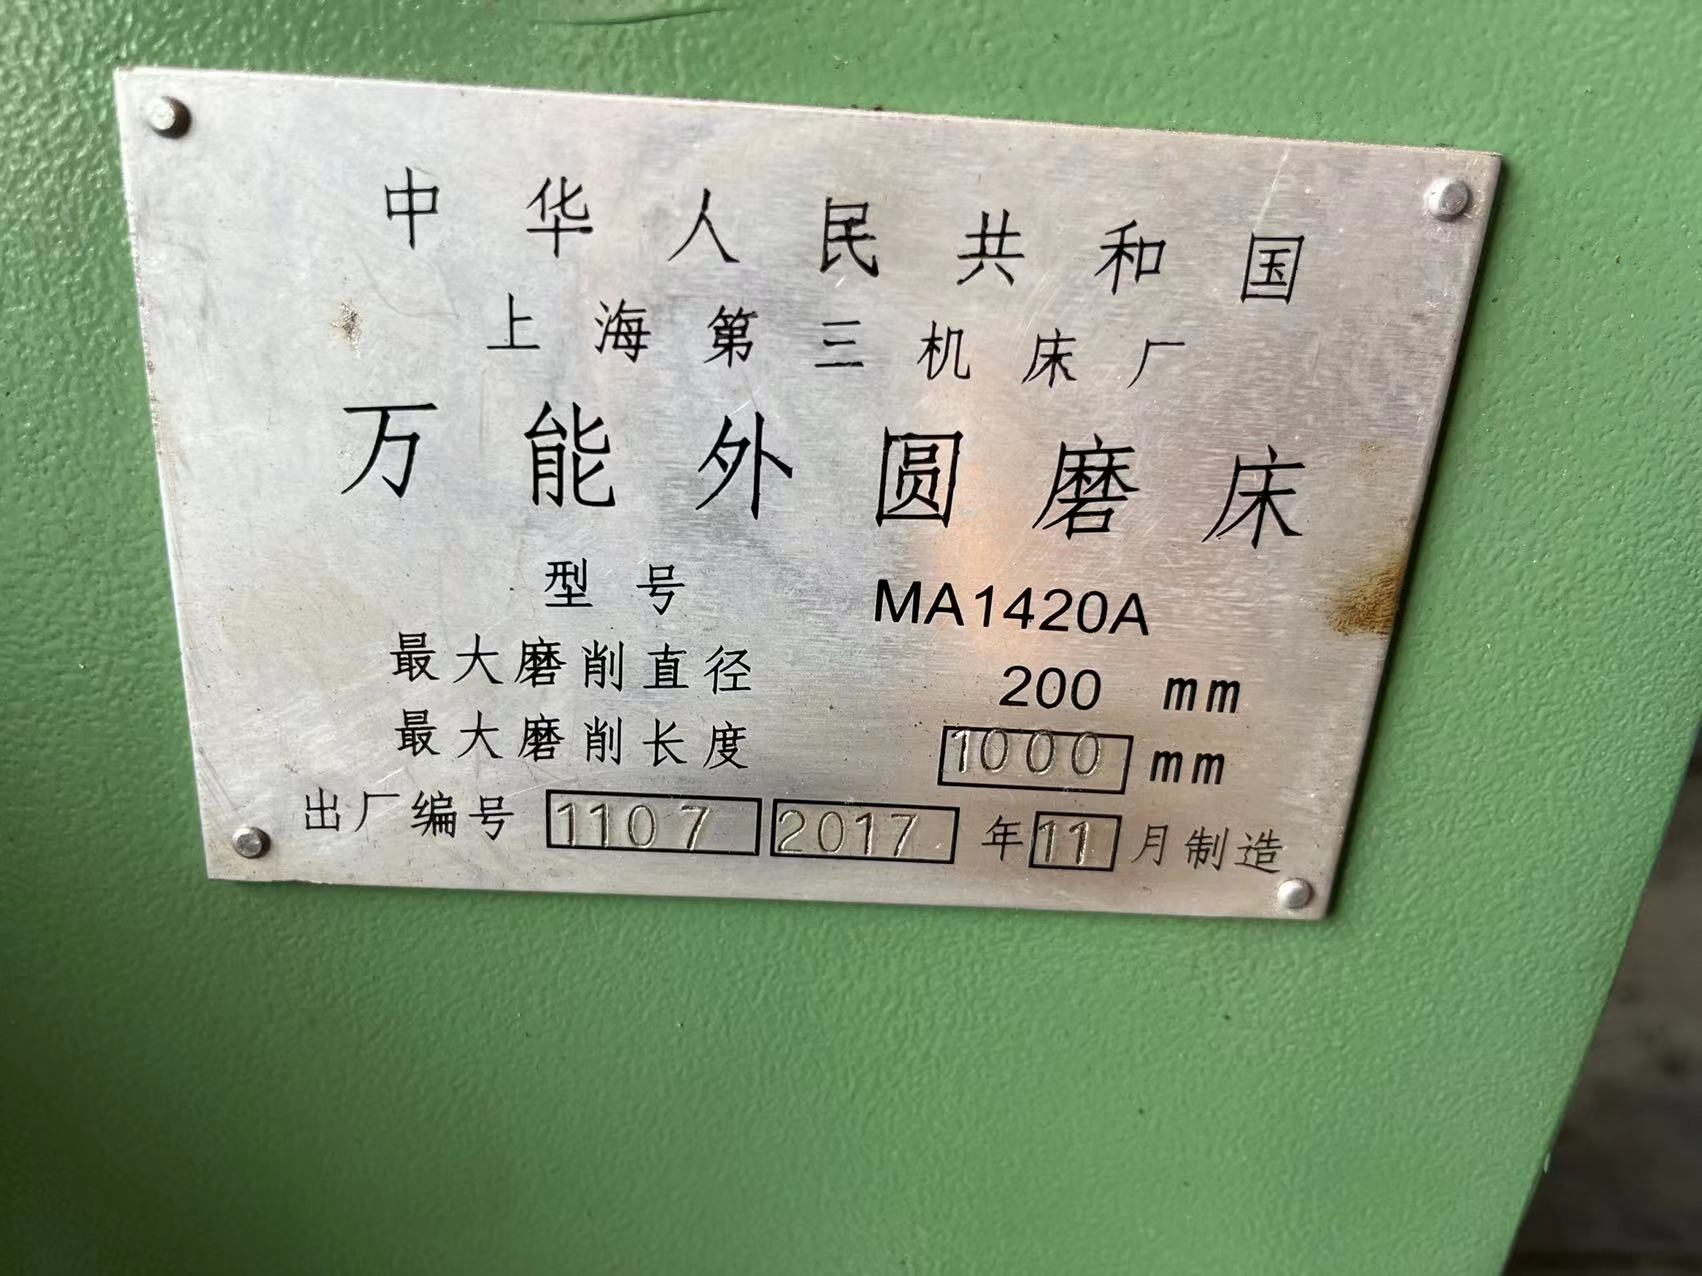 中华人民共和国
上海第三机床厂
万能外圆磨床
型号 MA1420A
最大磨削直径 200 mm
最大磨削长度 1000 mm
出厂编号 1107 2017 年 11 月制造